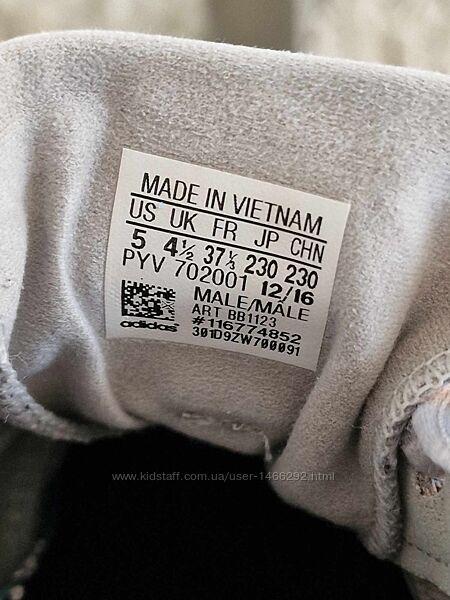 MADE IN VIETNAM
US UK FR JP CHN
5 4½ 37⅓ 230 230
PYV 702001 12/16
MALE/MALE
ART BB1123
#116774852
adidas 301D9ZW700091
www.kidstaff.com.ua/user-1466292.html